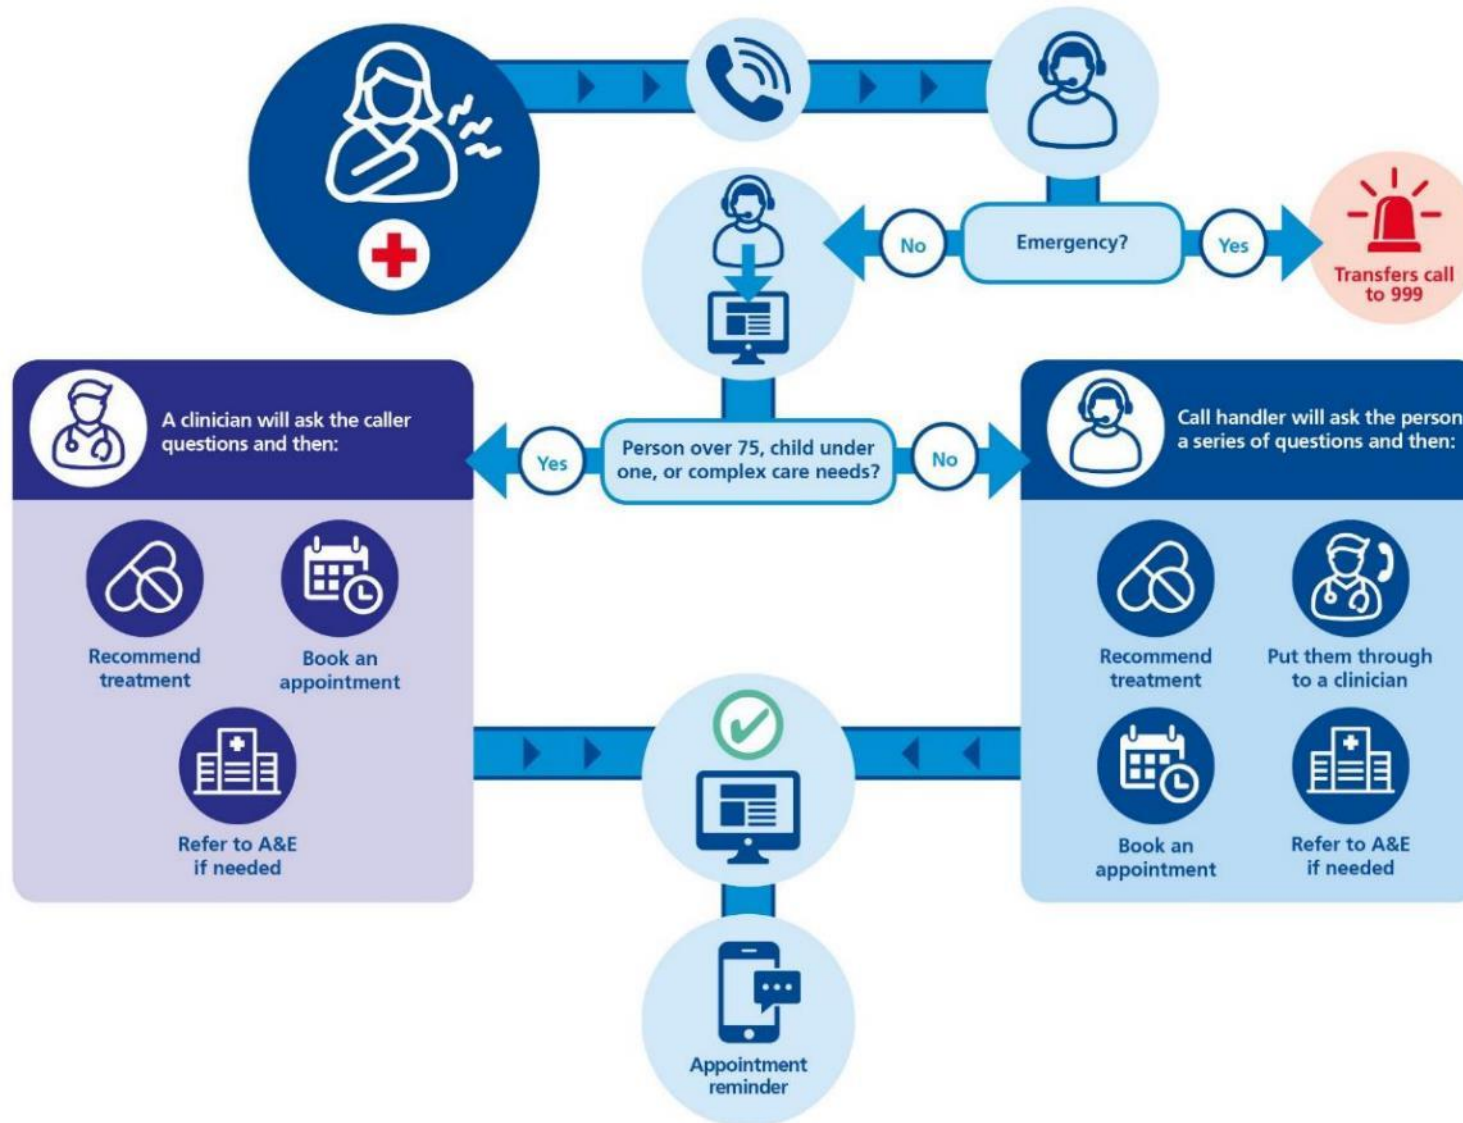 No
Emergency?
Yes
Transfers call
to 999
A clinician will ask the caller
questions and then:
Yes
Person over 75, child under
one, or complex care needs?
No
Call handler will ask the person
a series of questions and then:
Recommend
treatment
Book an
appointment
Refer to A&E
if needed
Recommend
treatment
Put them through
to a clinician
Book an
appointment
Refer to A&E
if needed
Appointment
reminder